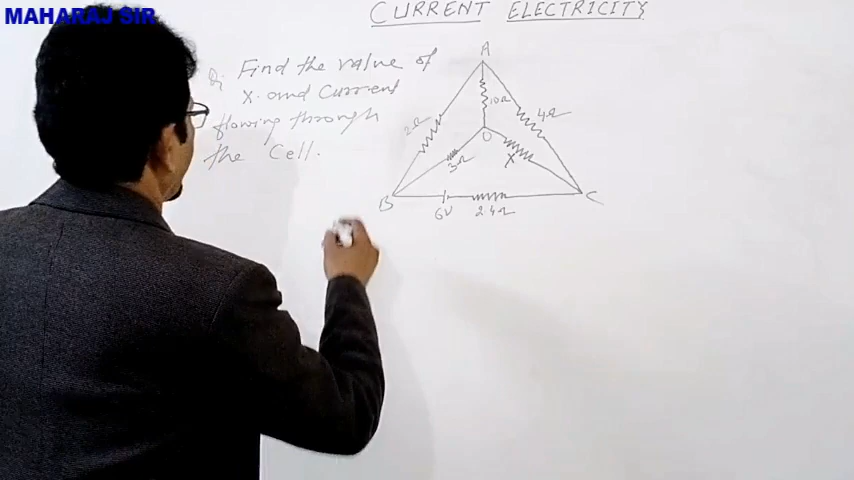 MAHARAJ SIR
CURRENT ELECTRICITY
Q: Find the value of
X. and Current
flowing through
the Cell.
A
2Ω
10Ω
4Ω
O
3Ω
X
B
6V
2.4Ω
C